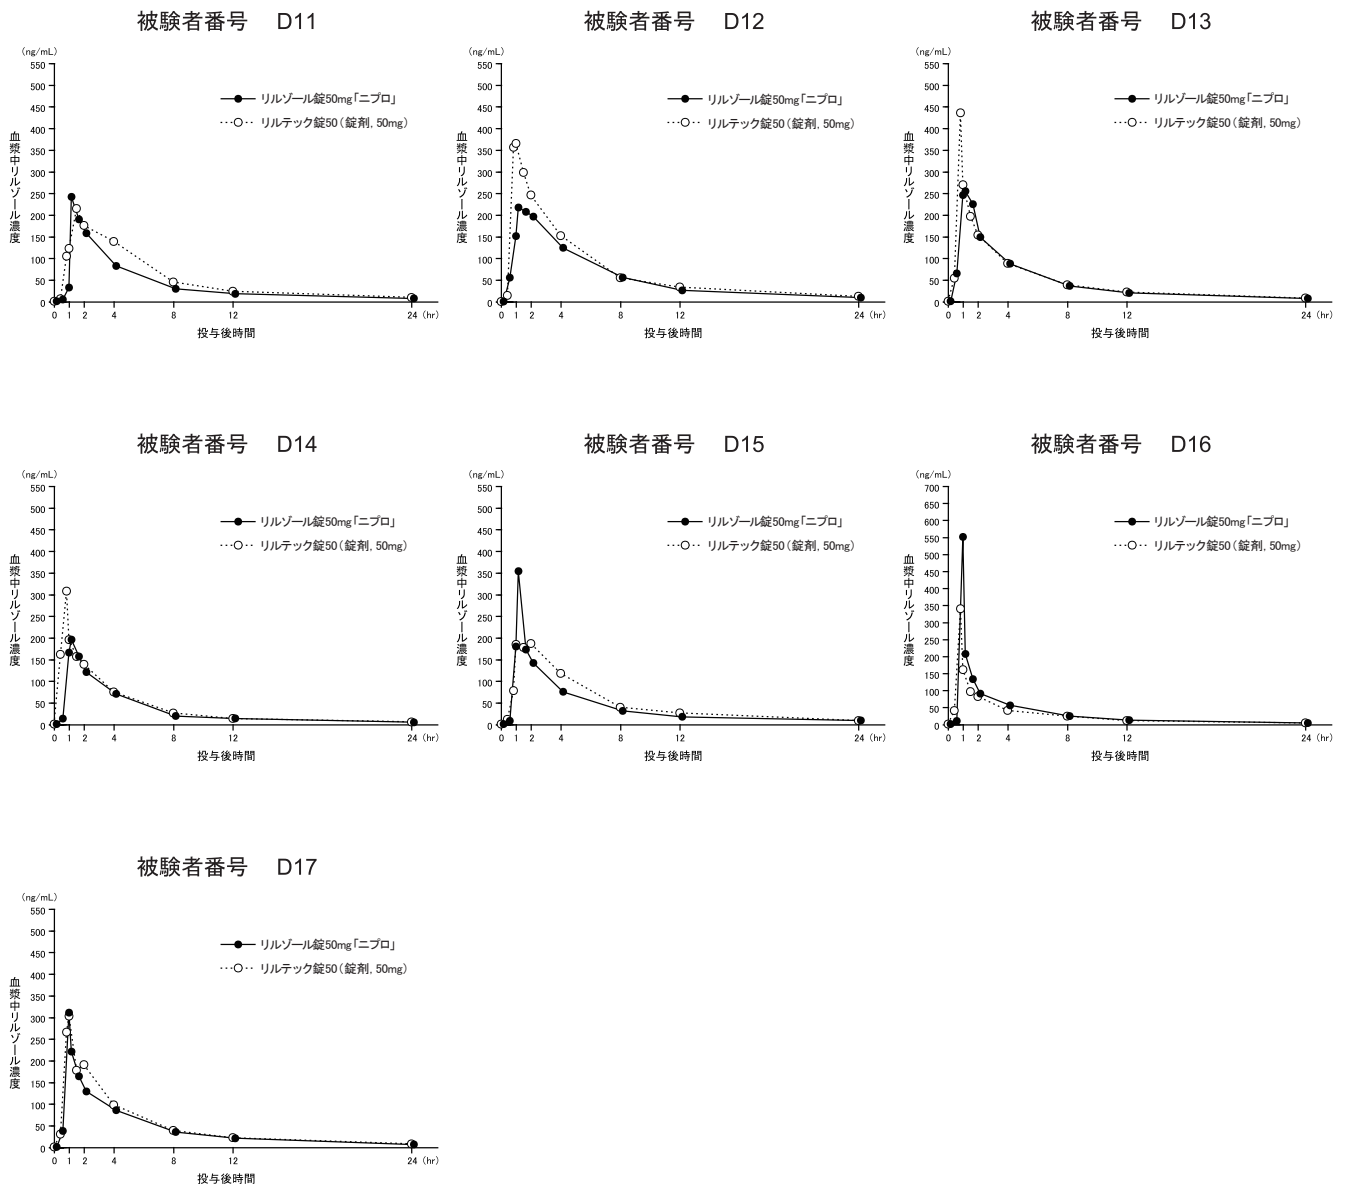 被験者番号 D11
(ng/mL)
550
500
450
400
350
300
250
200
150
100
50
0
血漿中リルゾール濃度
リルゾール錠50mg「ニプロ」
リルテック錠50(錠剤, 50mg)
0 1 2 4 8 12 24 (hr)
投与後時間
被験者番号 D12
(ng/mL)
550
500
450
400
350
300
250
200
150
100
50
0
血漿中リルゾール濃度
リルゾール錠50mg「ニプロ」
リルテック錠50(錠剤, 50mg)
0 1 2 4 8 12 24 (hr)
投与後時間
被験者番号 D13
(ng/mL)
550
500
450
400
350
300
250
200
150
100
50
0
血漿中リルゾール濃度
リルゾール錠50mg「ニプロ」
リルテック錠50(錠剤, 50mg)
0 1 2 4 8 12 24 (hr)
投与後時間
被験者番号 D14
(ng/mL)
550
500
450
400
350
300
250
200
150
100
50
0
血漿中リルゾール濃度
リルゾール錠50mg「ニプロ」
リルテック錠50(錠剤, 50mg)
0 1 2 4 8 12 24 (hr)
投与後時間
被験者番号 D15
(ng/mL)
550
500
450
400
350
300
250
200
150
100
50
0
血漿中リルゾール濃度
リルゾール錠50mg「ニプロ」
リルテック錠50(錠剤, 50mg)
0 1 2 4 8 12 24 (hr)
投与後時間
被験者番号 D16
(ng/mL)
700
650
600
550
500
450
400
350
300
250
200
150
100
50
0
血漿中リルゾール濃度
リルゾール錠50mg「ニプロ」
リルテック錠50(錠剤, 50mg)
0 1 2 4 8 12 24 (hr)
投与後時間
被験者番号 D17
(ng/mL)
550
500
450
400
350
300
250
200
150
100
50
0
血漿中リルゾール濃度
リルゾール錠50mg「ニプロ」
リルテック錠50(錠剤, 50mg)
0 1 2 4 8 12 24 (hr)
投与後時間